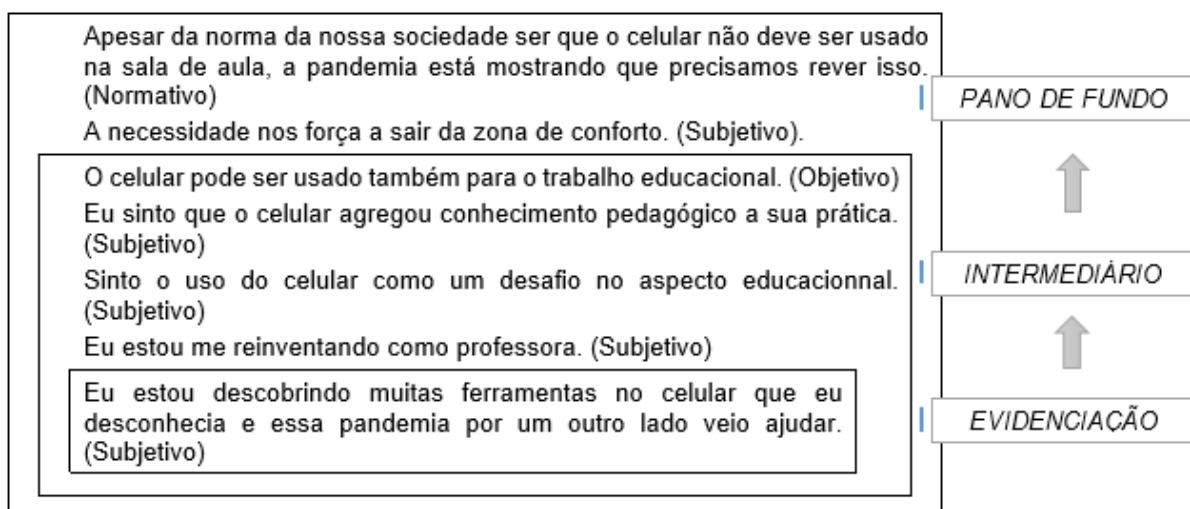 Apesar da norma da nossa sociedade ser que o celular não deve ser usado
na sala de aula, a pandemia está mostrando que precisamos rever isso.
(Normativo)
A necessidade nos força a sair da zona de conforto. (Subjetivo).
PANO DE FUNDO
O celular pode ser usado também para o trabalho educacional. (Objetivo)
Eu sinto que o celular agregou conhecimento pedagógico a sua prática.
(Subjetivo)
Sinto o uso do celular como um desafio no aspecto educacionnal.
(Subjetivo)
Eu estou me reinventando como professora. (Subjetivo)
INTERMEDIÁRIO
Eu estou descobrindo muitas ferramentas no celular que eu
desconhecia e essa pandemia por um outro lado veio ajudar.
(Subjetivo)
EVIDENCIAÇÃO